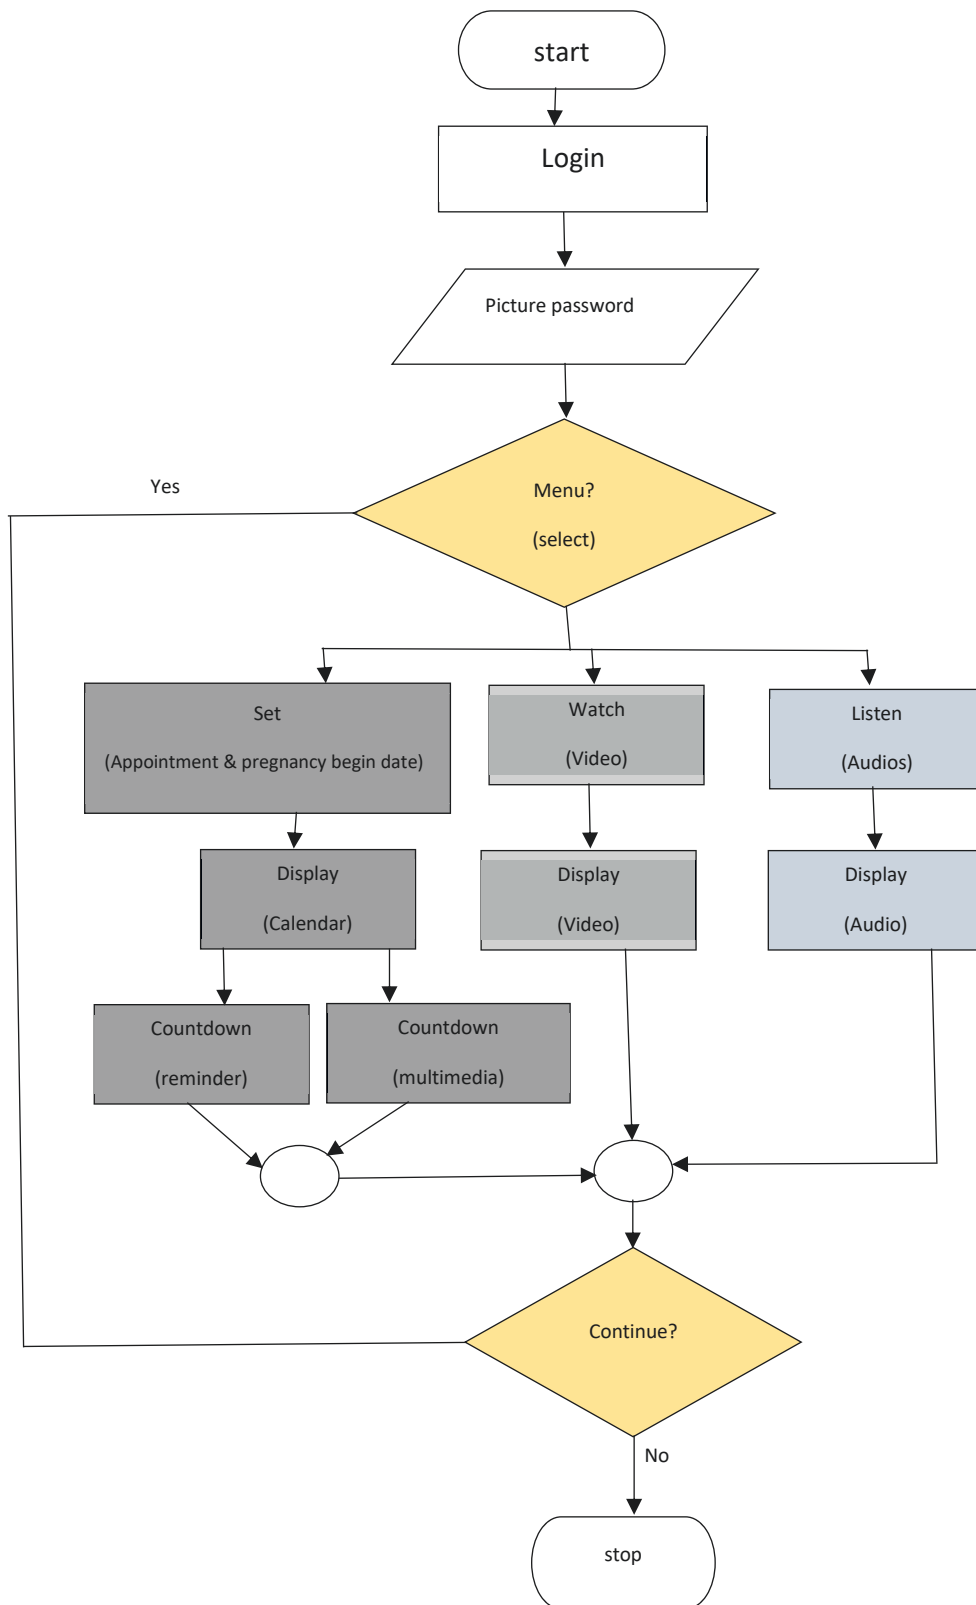 start
Login
Picture password
Yes
Menu?
(select)
Set
(Appointment & pregnancy begin date)
Watch
(Video)
Listen
(Audios)
Display
(Calendar)
Display
(Video)
Display
(Audio)
Countdown
(reminder)
Countdown
(multimedia)
Continue?
No
stop